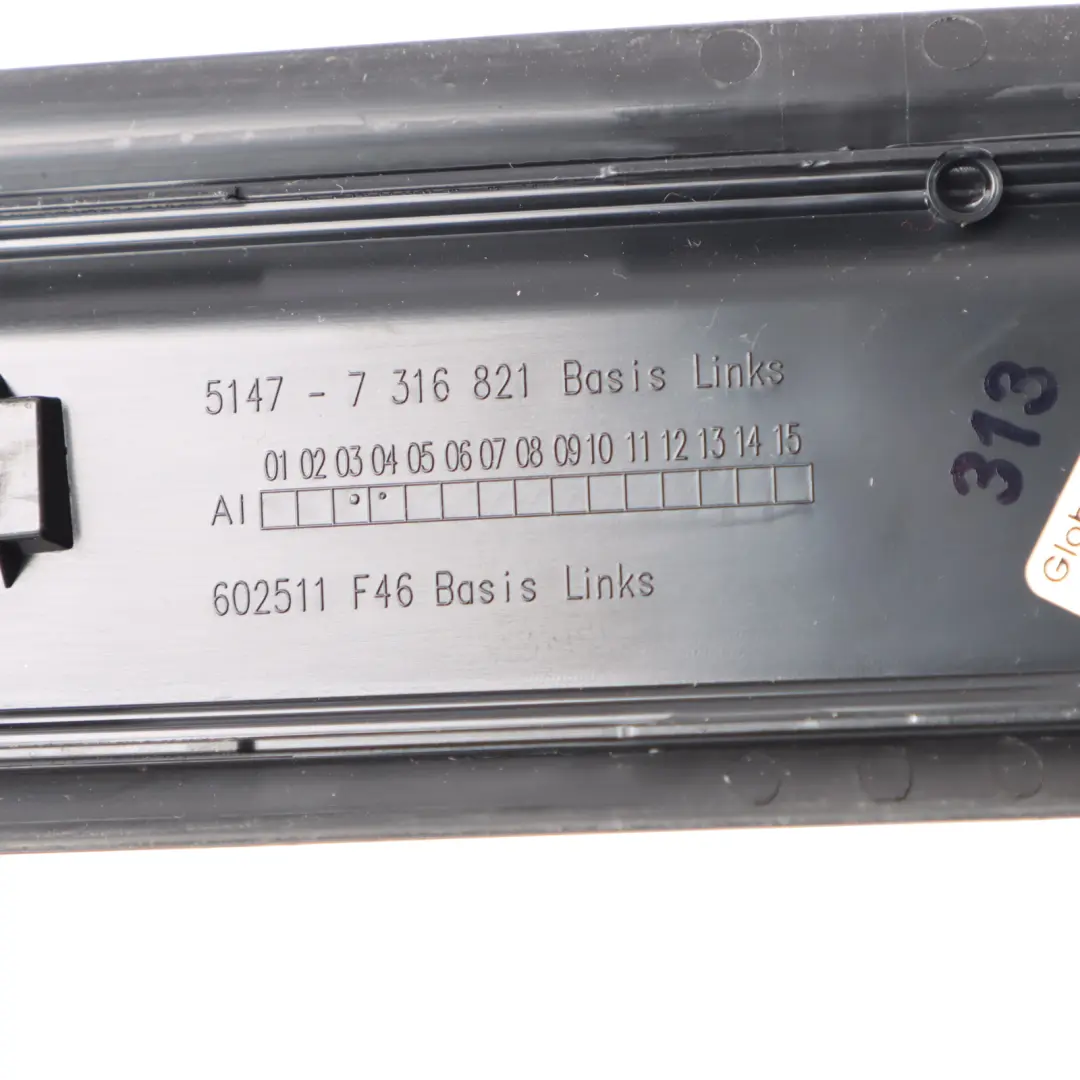 5147 - 7 316 821 Basis Links
01 02 03 04 05 06 07 08 09 10 11 12 13 14 15
AI
602511 F46 Basis Links
313